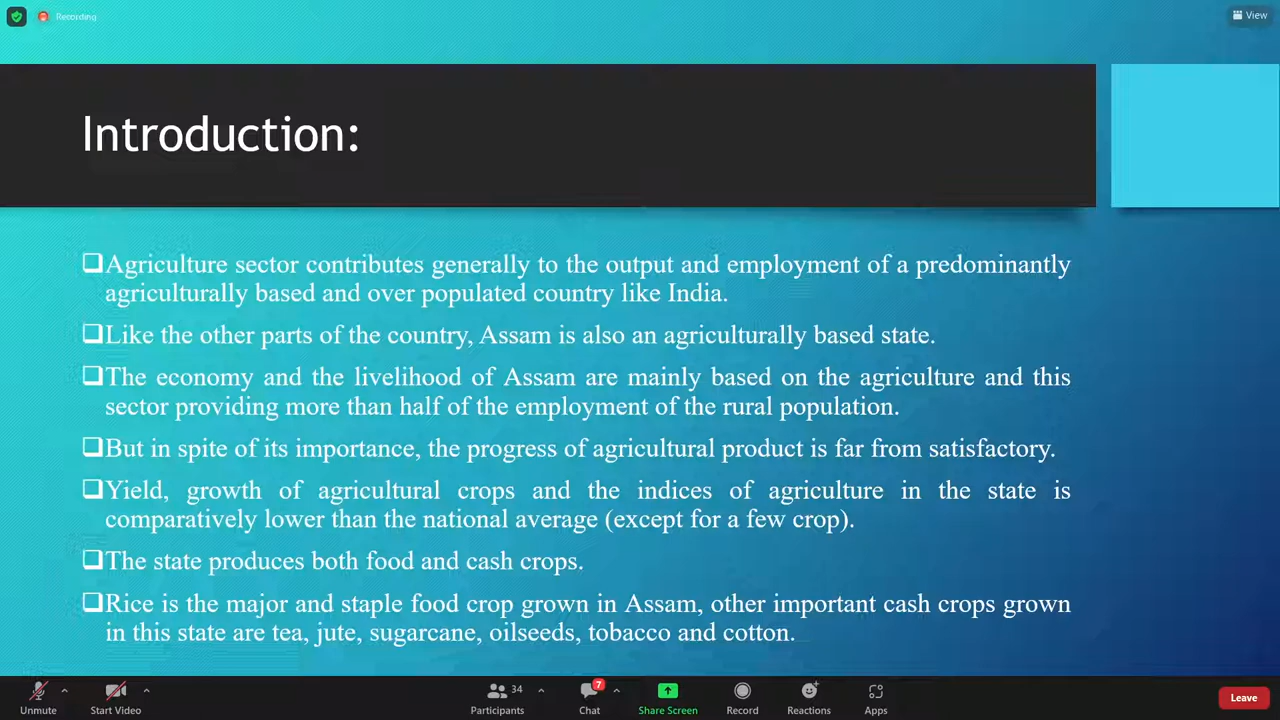 Recording
View
Introduction:
❑Agriculture sector contributes generally to the output and employment of a predominantly
agriculturally based and over populated country like India.
❑Like the other parts of the country, Assam is also an agriculturally based state.
❑The economy and the livelihood of Assam are mainly based on the agriculture and this
sector providing more than half of the employment of the rural population.
❑But in spite of its importance, the progress of agricultural product is far from satisfactory.
❑Yield, growth of agricultural crops and the indices of agriculture in the state is
comparatively lower than the national average (except for a few crop).
❑The state produces both food and cash crops.
❑Rice is the major and staple food crop grown in Assam, other important cash crops grown
in this state are tea, jute, sugarcane, oilseeds, tobacco and cotton.
34
7
Unmute Start Video Participants Chat Share Screen Record Reactions Apps Leave